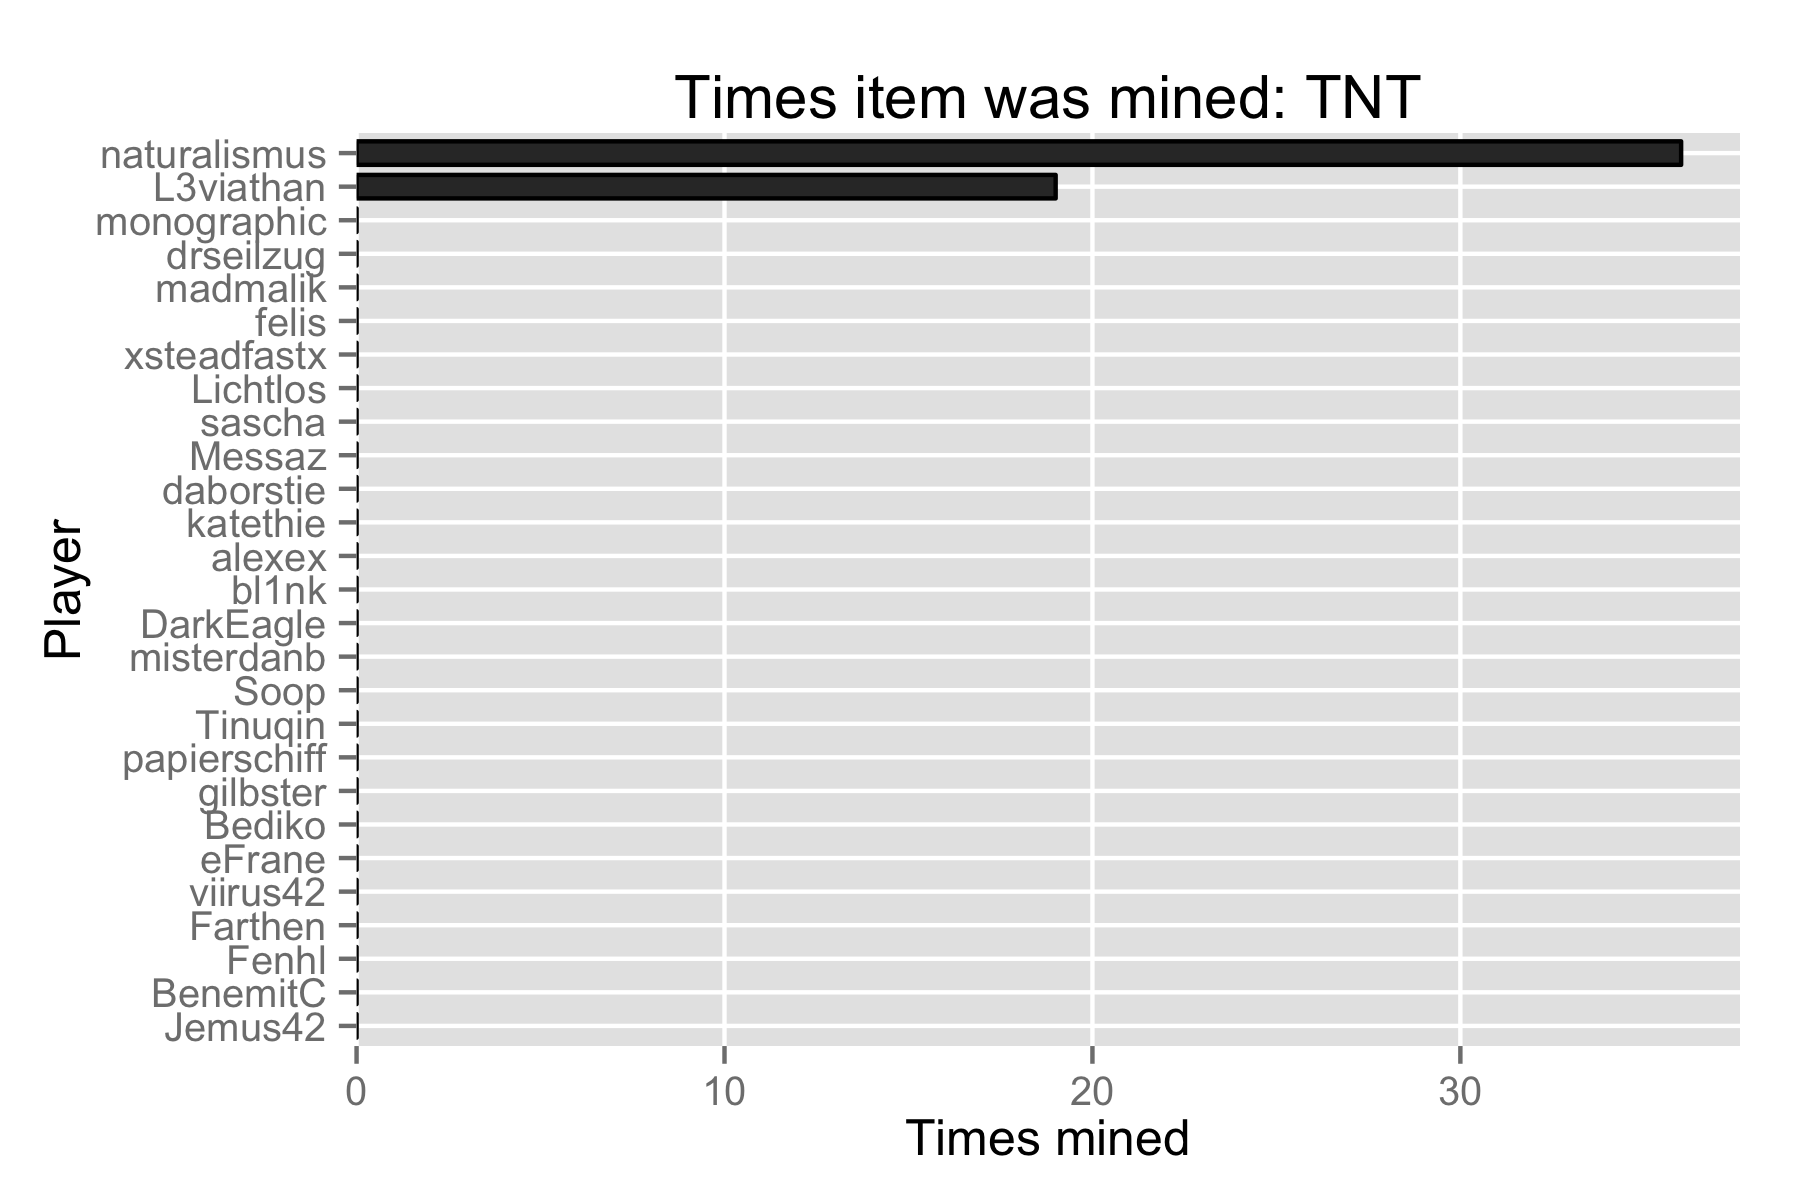 Times item was mined: TNT
naturalismus
L3viathan
monographic
drseilzug
madmalik
felis
xsteadfastx
Lichtlos
sascha
Messaz
daborstie
katethie
alexex
bl1nk
DarkEagle
misterdanb
Soop
Tinuqin
papierschiff
gilbster
Bediko
eFrane
viirus42
Farthen
Fenhl
BenemitC
Jemus42
Player
0 10 20 30
Times mined